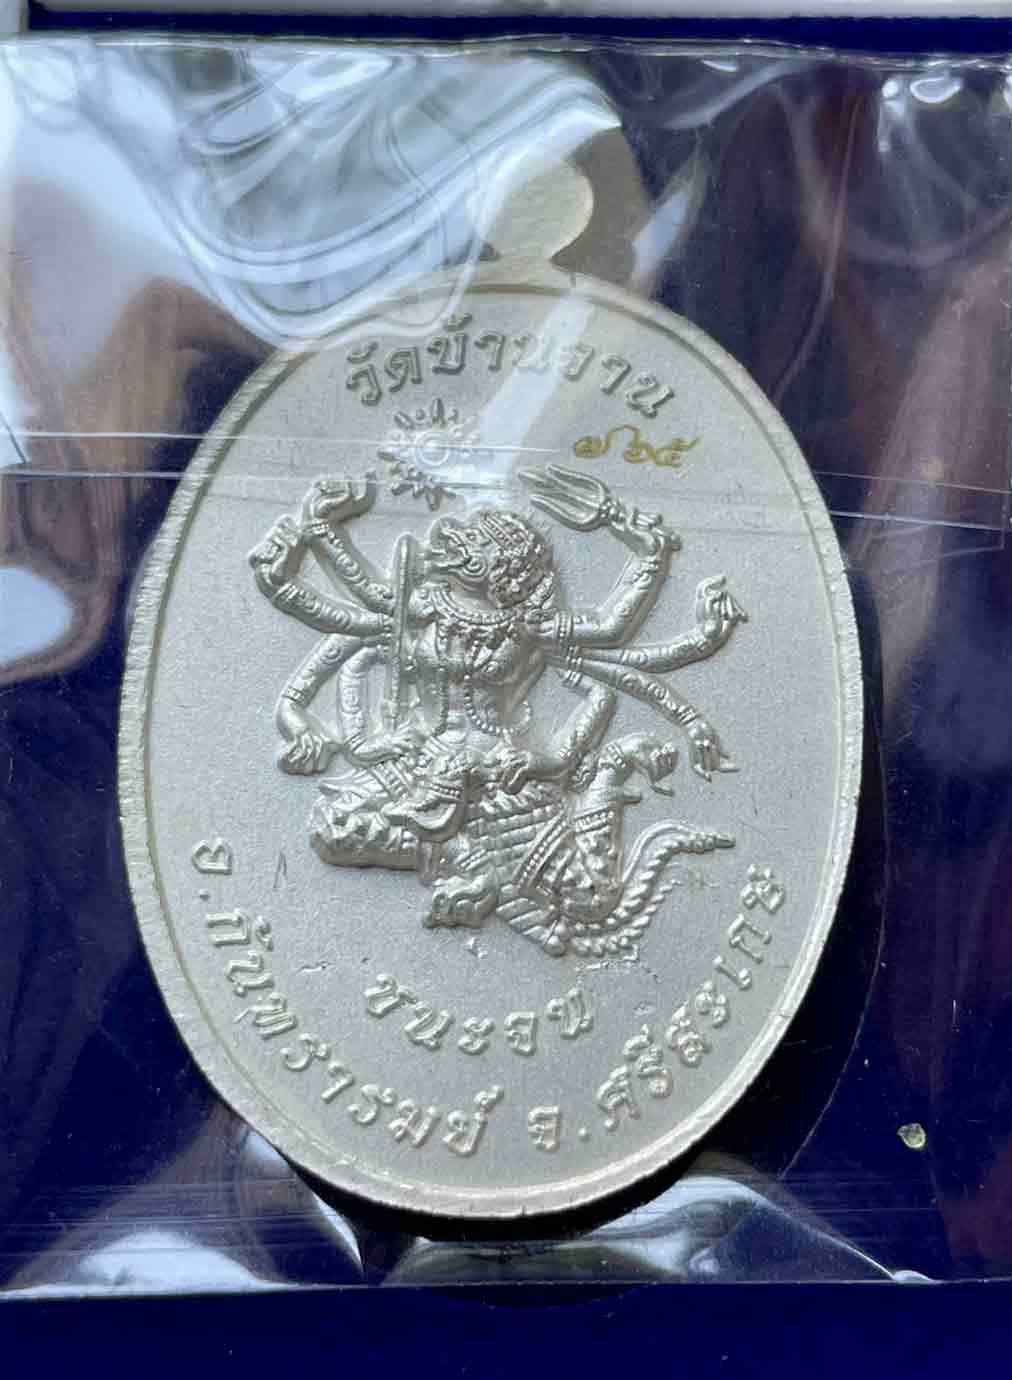 วัดบ้านจาน
๗๖๕
ชนะจน
อ.กันทรารมย์ จ.ศรีสะเกษ